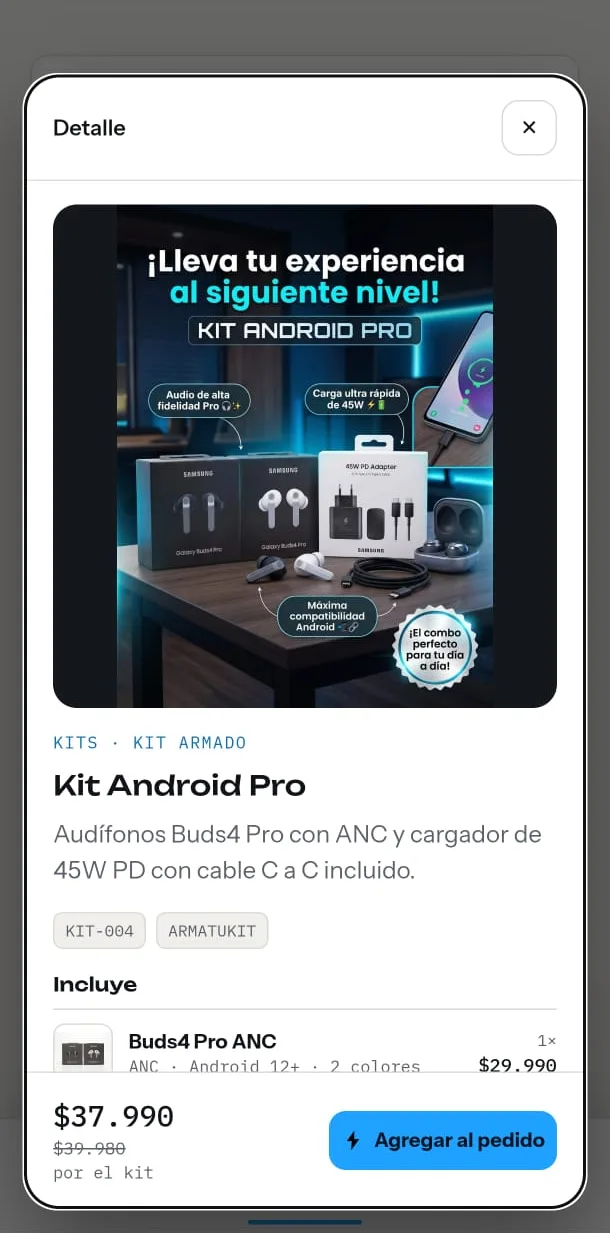 Detalle
×
¡Lleva tu experiencia
al siguiente nivel!
KIT ANDROID PRO
Audio de alta
fidelidad Pro 🎧✨
Carga ultra rápida
de 45W ⚡🔋
SAMSUNG
SAMSUNG
45W PD Adapter
Galaxy Buds4 Pro
Galaxy Buds4 Pro
SAMSUNG
Máxima
compatibilidad
Android
¡El combo
perfecto
para tu día
a día!
KITS · KIT ARMADO
Kit Android Pro
Audífonos Buds4 Pro con ANC y cargador de
45W PD con cable C a C incluido.
KIT-004
ARMATUKIT
Incluye
Buds4 Pro ANC
1×
ANC · Android 12+ · 2 colores
$29.990
$37.990
$39.980
por el kit
Agregar al pedido